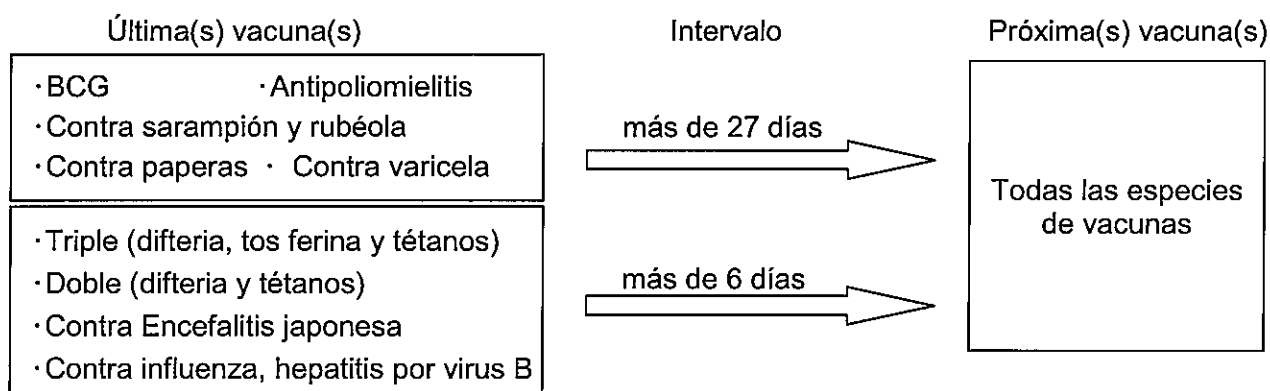 Última(s) vacuna(s)
Intervalo
Próxima(s) vacuna(s)
·BCG ·Antipoliomielitis
·Contra sarampión y rubéola
·Contra paperas · Contra varicela
más de 27 días
Todas las especies
de vacunas
·Triple (difteria, tos ferina y tétanos)
·Doble (difteria y tétanos)
·Contra Encefalitis japonesa
·Contra influenza, hepatitis por virus B
más de 6 días